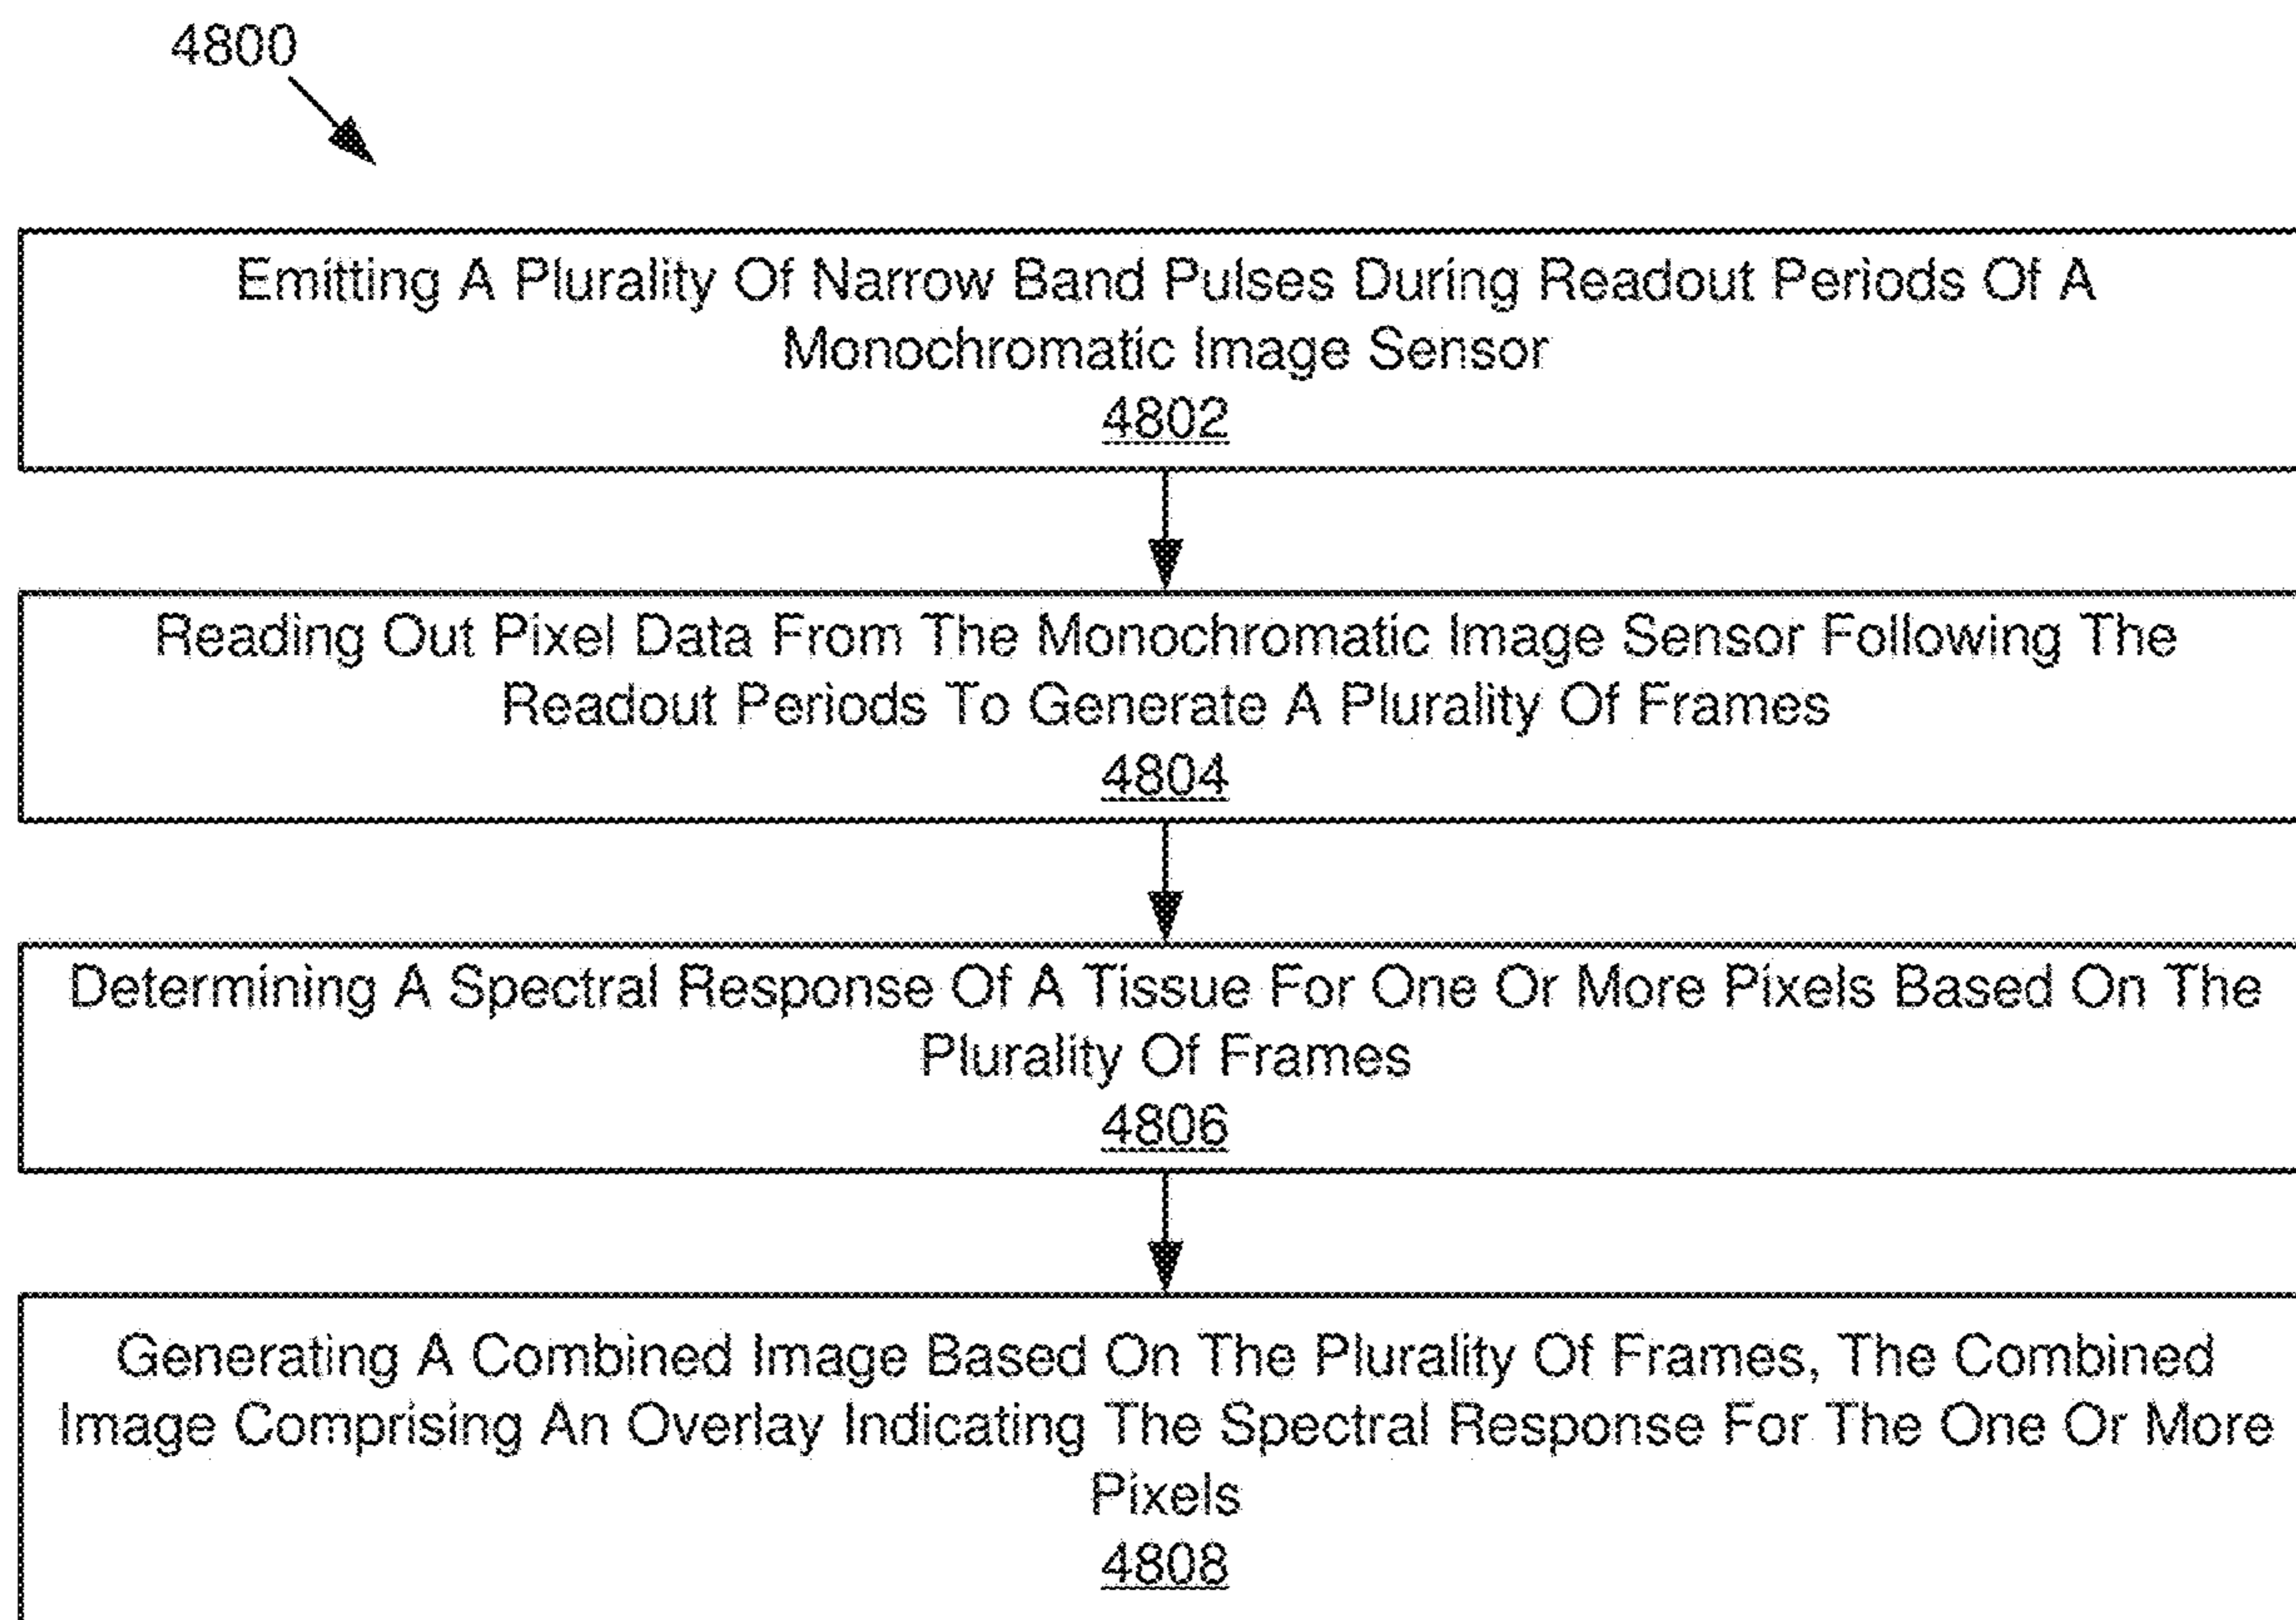 4800
Emitting A Plurality Of Narrow Band Pulses During Readout Periods Of A
Monochromatic Image Sensor
4802
Reading Out Pixel Data From The Monochromatic Image Sensor Following The
Readout Periods To Generate A Plurality Of Frames
4804
Determining A Spectral Response Of A Tissue For One Or More Pixels Based On The
Plurality Of Frames
4806
Generating A Combined Image Based On The Plurality Of Frames, The Combined
Image Comprising An Overlay Indicating The Spectral Response For The One Or More
Pixels
4808